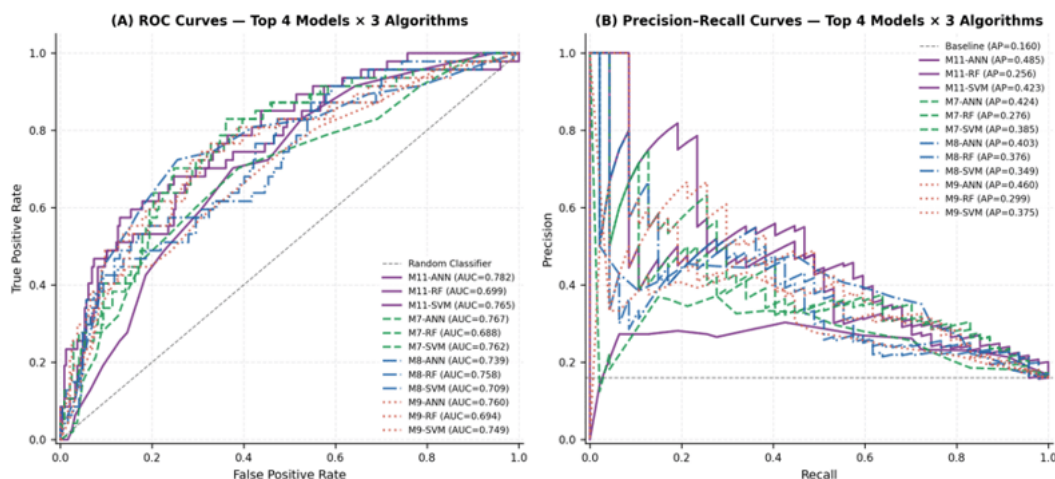 (A) ROC Curves — Top 4 Models × 3 Algorithms
1.0
0.8
0.6
0.4
0.2
0.0
True Positive Rate
Random Classifier
M11-ANN (AUC=0.782)
M11-RF (AUC=0.699)
M11-SVM (AUC=0.765)
M7-ANN (AUC=0.767)
M7-RF (AUC=0.688)
M7-SVM (AUC=0.762)
M8-ANN (AUC=0.739)
M8-RF (AUC=0.758)
M8-SVM (AUC=0.709)
M9-ANN (AUC=0.760)
M9-RF (AUC=0.694)
M9-SVM (AUC=0.749)
0.0 0.2 0.4 0.6 0.8 1.0
False Positive Rate
(B) Precision–Recall Curves — Top 4 Models × 3 Algorithms
1.0
0.8
0.6
0.4
0.2
0.0
Precision
Baseline (AP=0.160)
M11-ANN (AP=0.485)
M11-RF (AP=0.256)
M11-SVM (AP=0.423)
M7-ANN (AP=0.424)
M7-RF (AP=0.276)
M7-SVM (AP=0.385)
M8-ANN (AP=0.403)
M8-RF (AP=0.376)
M8-SVM (AP=0.349)
M9-ANN (AP=0.460)
M9-RF (AP=0.299)
M9-SVM (AP=0.375)
0.0 0.2 0.4 0.6 0.8 1.0
Recall